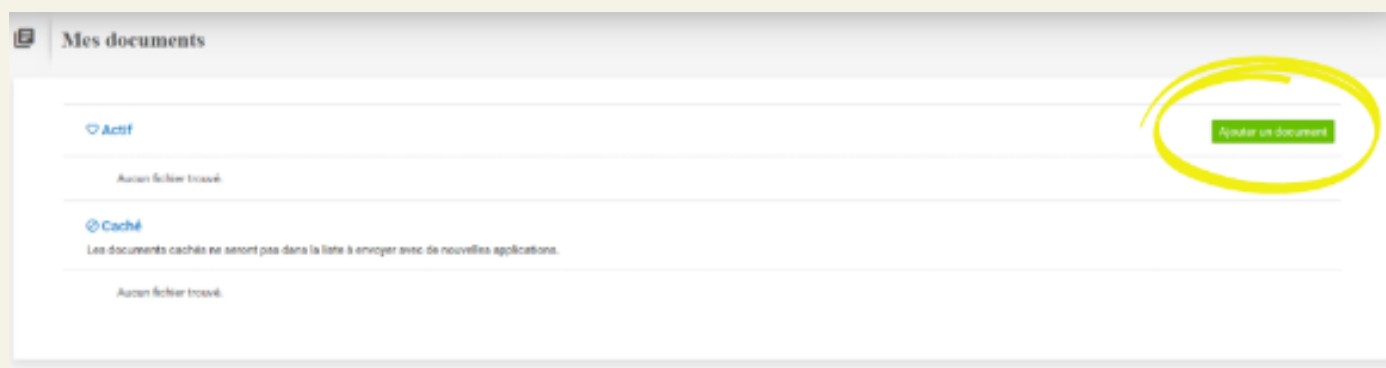 Mes documents
Actif
Ajouter un document
Aucun fichier trouvé.
Caché
Les documents cachés ne seront pas dans la liste à envoyer avec de nouvelles applications.
Aucun fichier trouvé.